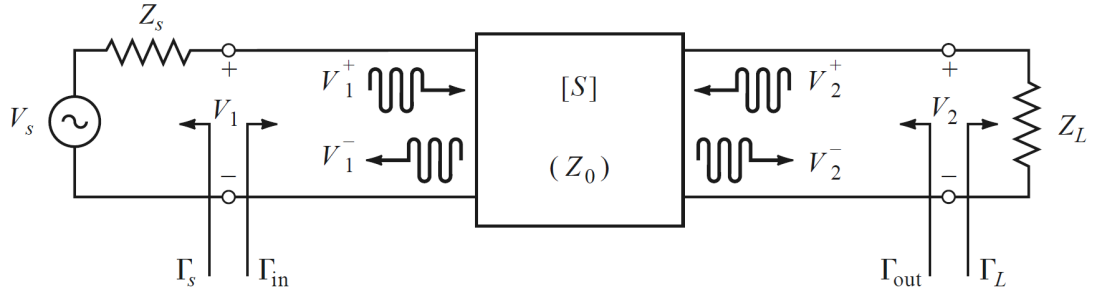 Z_s
+
V_1^+
[S]
V_2^+
+
V_s
V_1
V_2
Z_L
V_1^-
(Z_0)
V_2^-
−
−
Γ_s
Γ_in
Γ_out
Γ_L